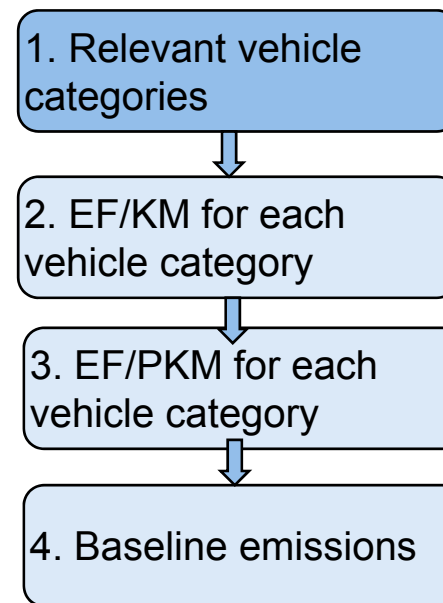 1. Relevant vehicle
categories
2. EF/KM for each
vehicle category
3. EF/PKM for each
vehicle category
4. Baseline emissions